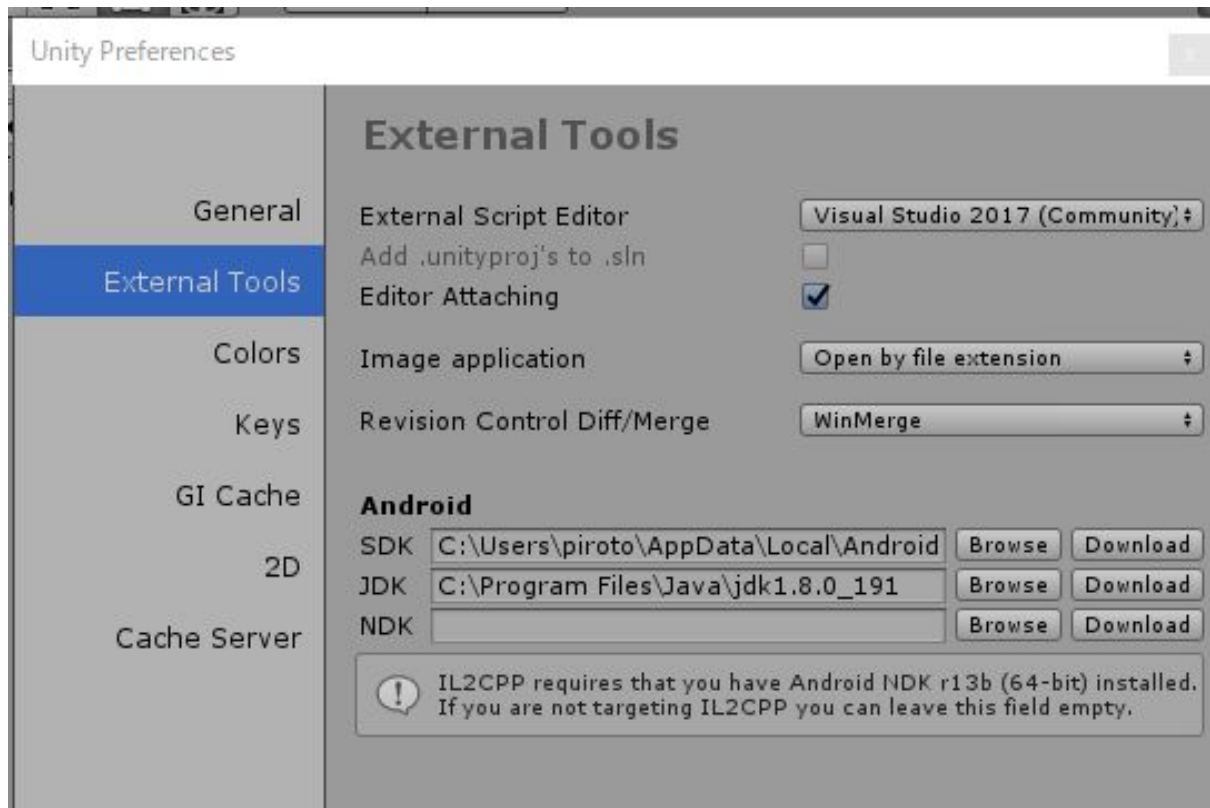 Unity Preferences
External Tools
General
External Tools
Colors
Keys
GI Cache
2D
Cache Server
External Script Editor Visual Studio 2017 (Community)
Add .unityproj's to .sln
Editor Attaching
Image application Open by file extension
Revision Control Diff/Merge WinMerge
Android
SDK C:\Users\piroto\AppData\Local\Android Browse Download
JDK C:\Program Files\Java\jdk1.8.0_191 Browse Download
NDK Browse Download
IL2CPP requires that you have Android NDK r13b (64-bit) installed.
If you are not targeting IL2CPP you can leave this field empty.